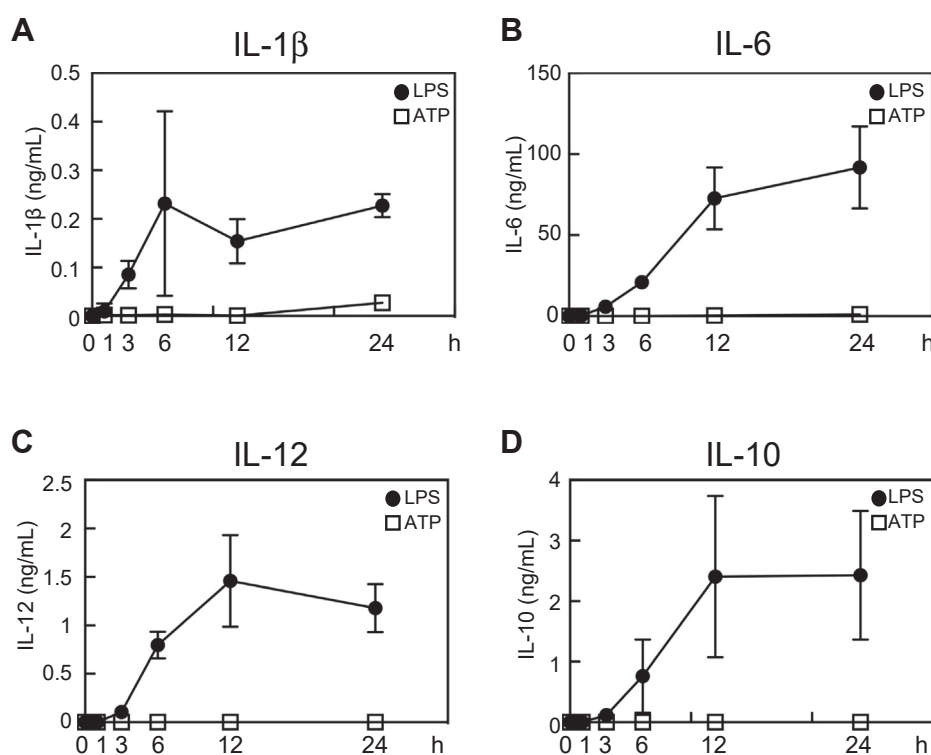 A
IL-1β
IL-1β (ng/mL)
0.5
0.4
0.3
0.2
0.1
0
0 1 3 6 12 24 h
LPS
ATP
B
IL-6
IL-6 (ng/mL)
150
100
50
0
0 1 3 6 12 24 h
LPS
ATP
C
IL-12
IL-12 (ng/mL)
2.5
2
1.5
1
0.5
0
0 1 3 6 12 24 h
LPS
ATP
D
IL-10
IL-10 (ng/mL)
4
3
2
1
0
0 1 3 6 12 24 h
LPS
ATP